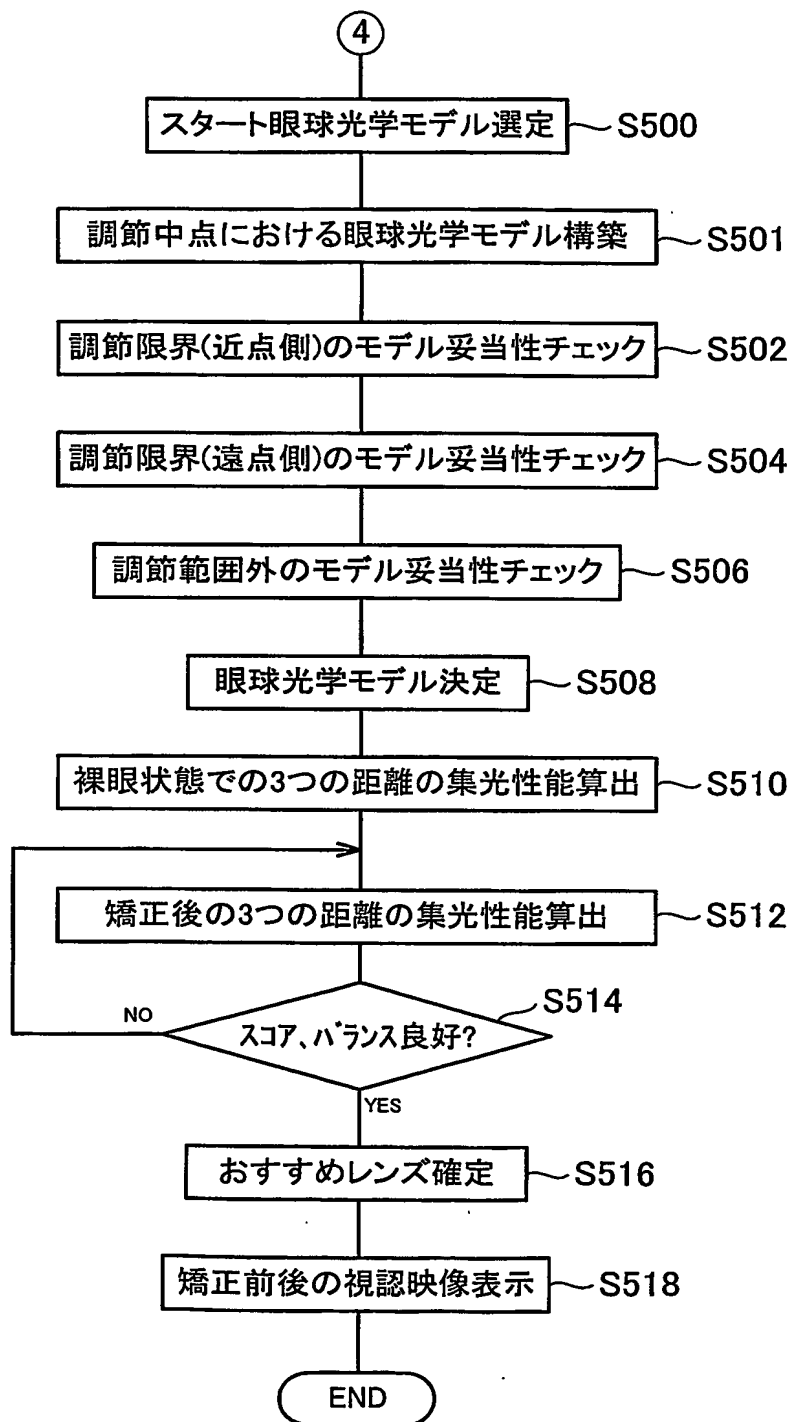 4
スタート眼球光学モデル選定 S500
調節中点における眼球光学モデル構築 S501
調節限界(近点側)のモデル妥当性チェック S502
調節限界(遠点側)のモデル妥当性チェック S504
調節範囲外のモデル妥当性チェック S506
眼球光学モデル決定 S508
裸眼状態での3つの距離の集光性能算出 S510
矯正後の3つの距離の集光性能算出 S512
S514
NO
スコア、バランス良好?
YES
おすすめレンズ確定 S516
矯正前後の視認映像表示 S518
END